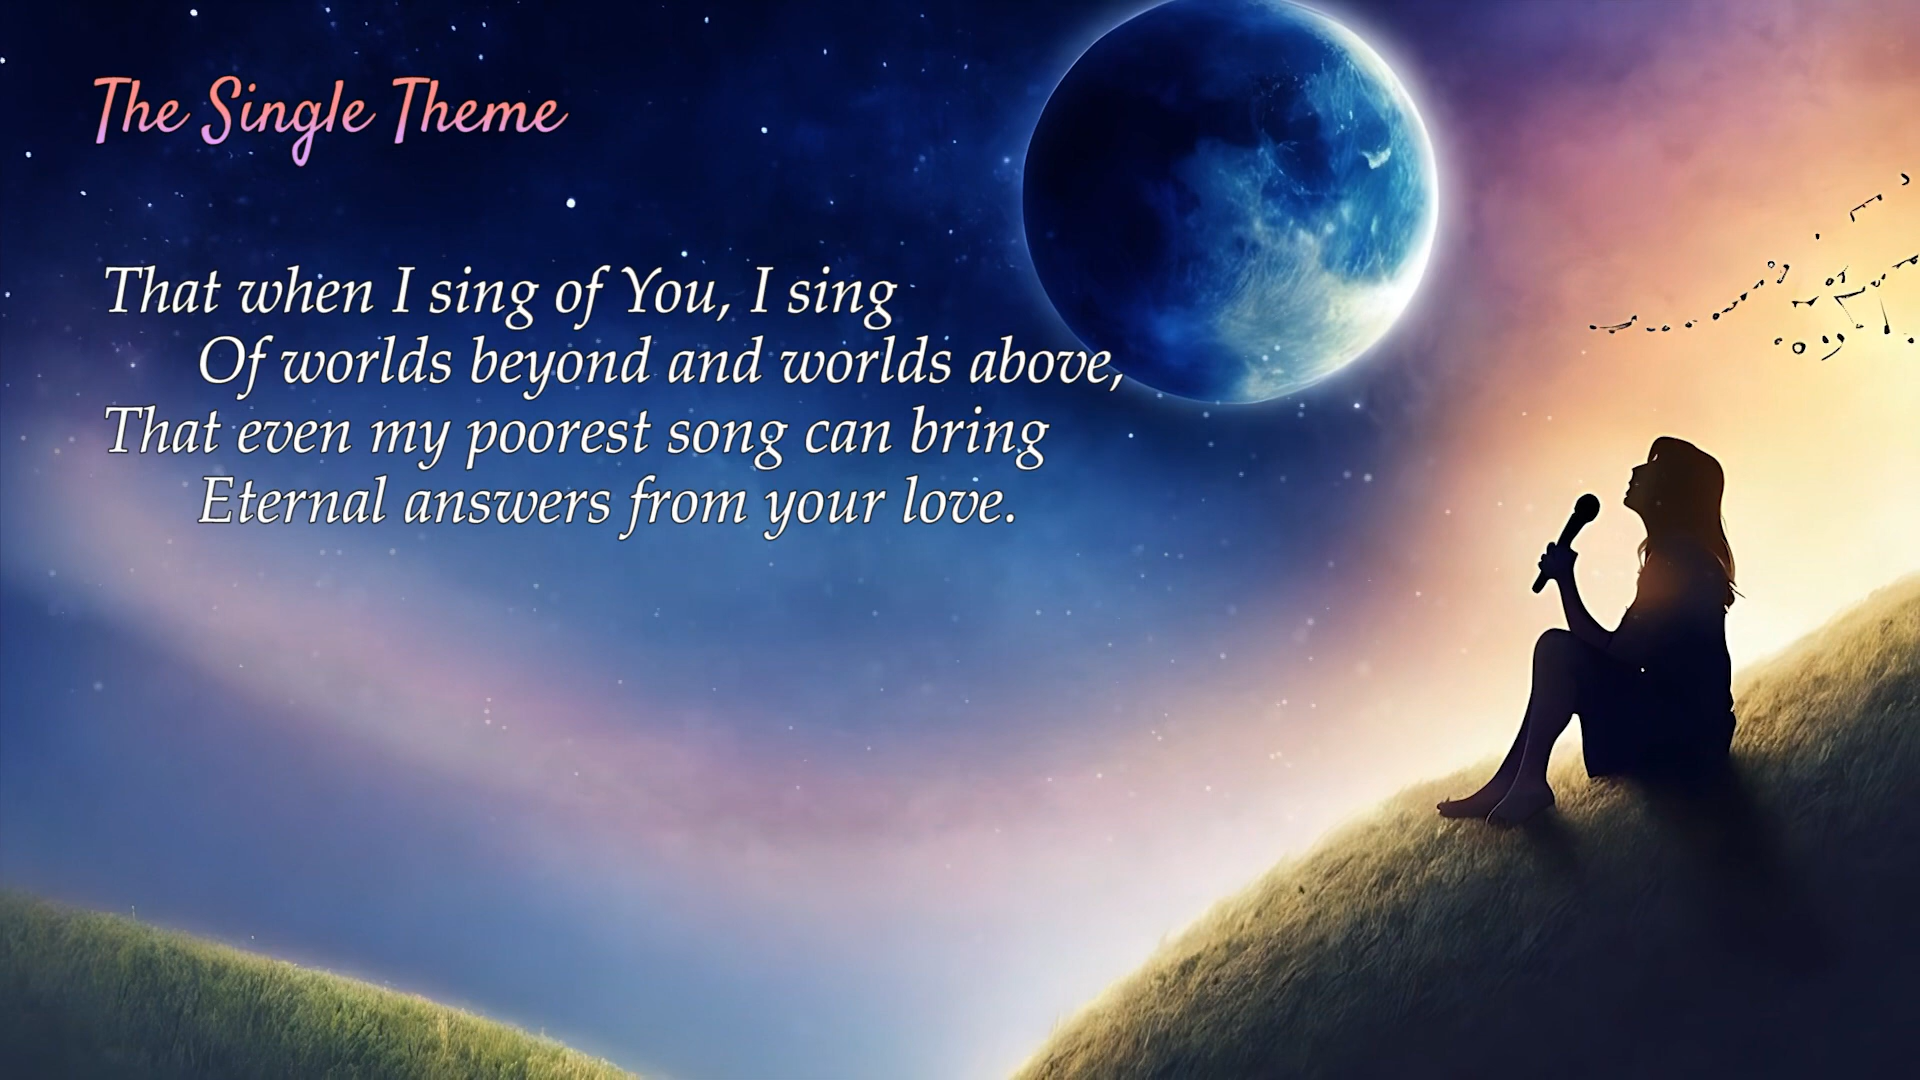 The Single Theme
That when I sing of You, I sing
Of worlds beyond and worlds above,
That even my poorest song can bring
Eternal answers from your love.